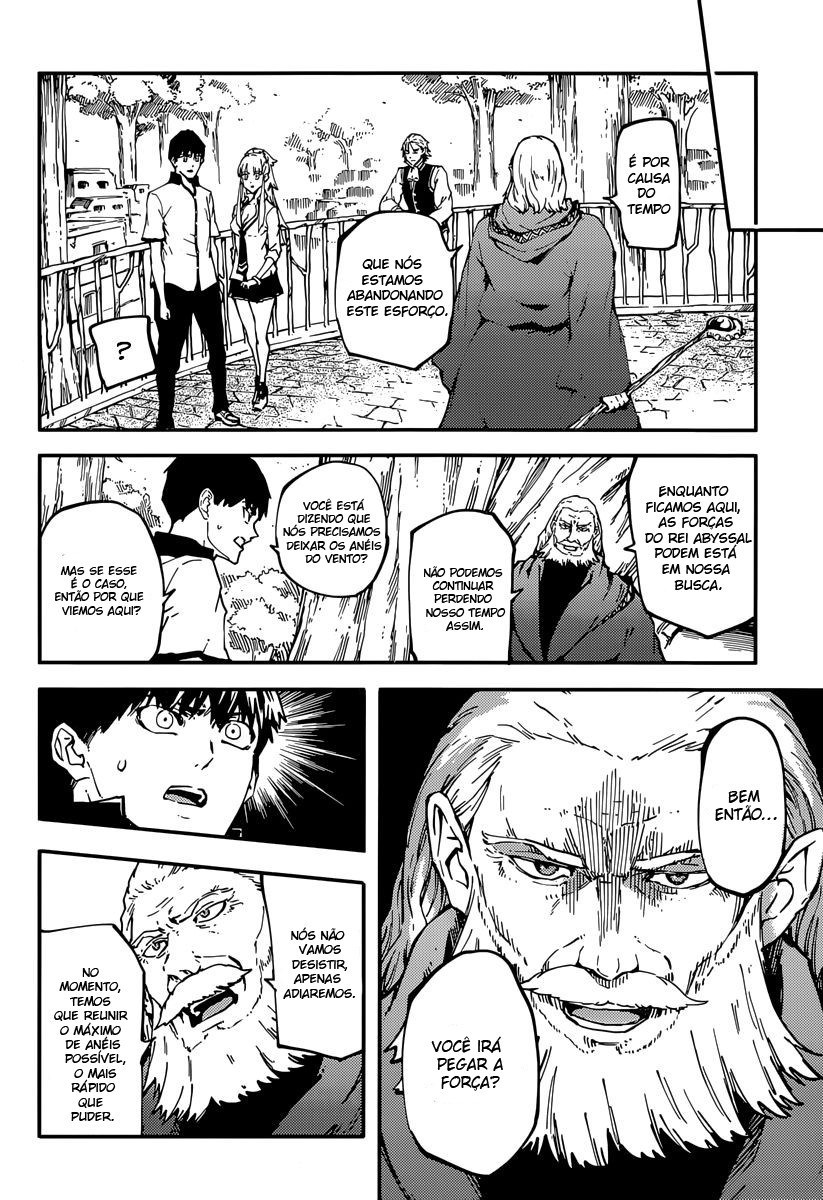 É POR
CAUSA
DO
TEMPO
QUE NÓS
ESTAMOS
ABANDONANDO
ESTE ESFORÇO.
?
ENQUANTO
FICAMOS AQUI,
AS FORÇAS
DO REI ABYSSAL
PODEM ESTÁ
EM NOSSA
BUSCA.
NÃO PODEMOS
CONTINUAR
PERDENDO
NOSSO TEMPO
ASSIM.
VOCÊ ESTÁ
DIZENDO QUE
NÓS PRECISAMOS
DEIXAR OS ANÉIS
DO VENTO?
MAS SE ESSE
É O CASO,
ENTÃO POR QUE
VIEMOS AQUI?
BEM
ENTÃO...
VOCÊ IRÁ
PEGAR A
FORÇA?
NÓS NÃO
VAMOS
DESISTIR,
APENAS
ADIAREMOS.
NO
MOMENTO,
TEMOS
QUE REUNIR
O MÁXIMO
DE ANÉIS
POSSÍVEL,
O MAIS
RÁPIDO
QUE
PUDER.